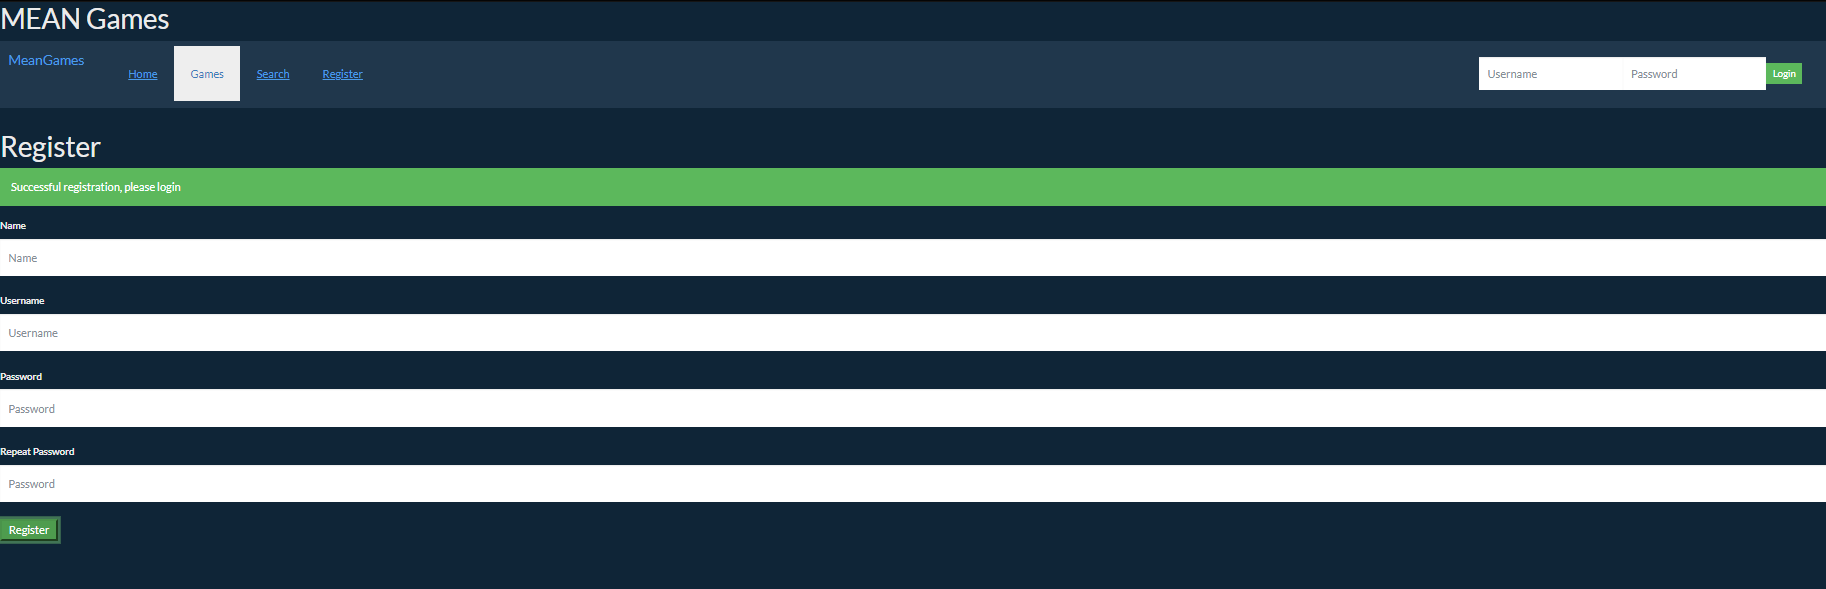 MEAN Games
MeanGames
Home Games Search Register
Username Password Login
Register
Successful registration, please login
Name
Name
Username
Username
Password
Password
Repeat Password
Password
Register